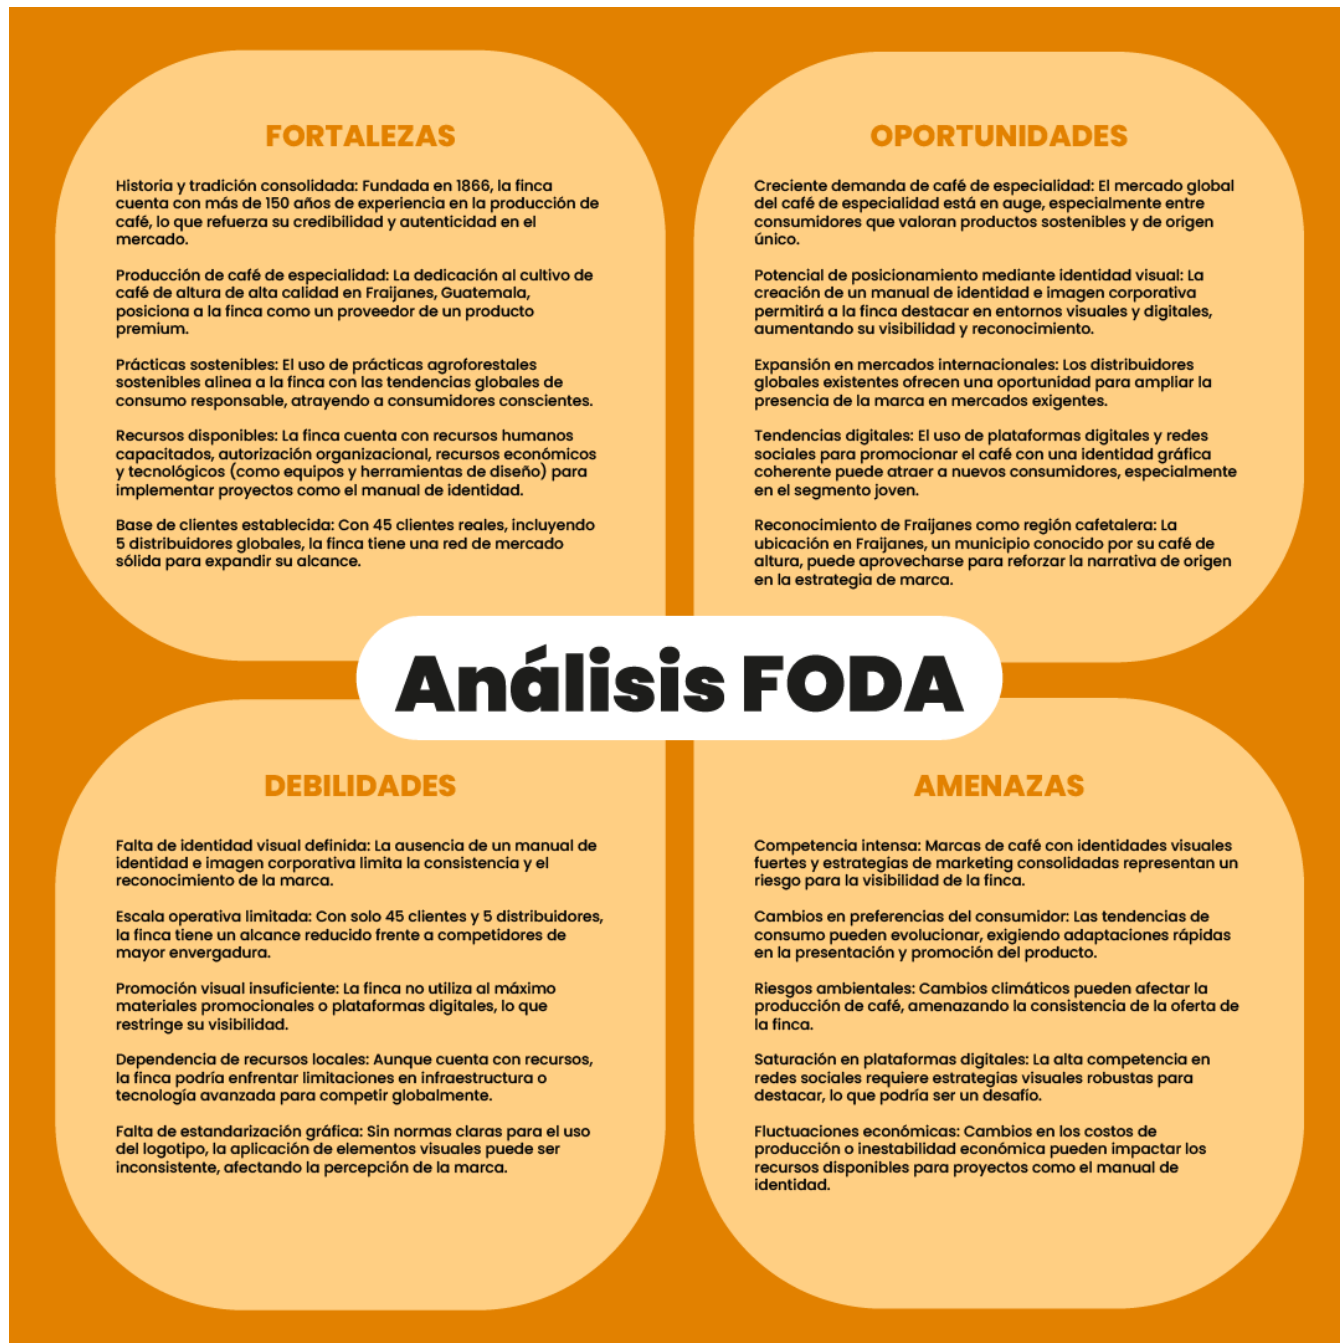 FORTALEZAS
Historia y tradición consolidada: Fundada en 1866, la finca
cuenta con más de 150 años de experiencia en la producción de
café, lo que refuerza su credibilidad y autenticidad en el
mercado.
Producción de café de especialidad: La dedicación al cultivo de
café de altura de alta calidad en Fraijanes, Guatemala,
posiciona a la finca como un proveedor de un producto
premium.
Prácticas sostenibles: El uso de prácticas agroforestales
sostenibles alinea a la finca con las tendencias globales de
consumo responsable, atrayendo a consumidores conscientes.
Recursos disponibles: La finca cuenta con recursos humanos
capacitados, autorización organizacional, recursos económicos
y tecnológicos (como equipos y herramientas de diseño) para
implementar proyectos como el manual de identidad.
Base de clientes establecida: Con 45 clientes reales, incluyendo
5 distribuidores globales, la finca tiene una red de mercado
sólida para expandir su alcance.
OPORTUNIDADES
Creciente demanda de café de especialidad: El mercado global
del café de especialidad está en auge, especialmente entre
consumidores que valoran productos sostenibles y de origen
único.
Potencial de posicionamiento mediante identidad visual: La
creación de un manual de identidad e imagen corporativa
permitirá a la finca destacar en entornos visuales y digitales,
aumentando su visibilidad y reconocimiento.
Expansión en mercados internacionales: Los distribuidores
globales existentes ofrecen una oportunidad para ampliar la
presencia de la marca en mercados exigentes.
Tendencias digitales: El uso de plataformas digitales y redes
sociales para promocionar el café con una identidad gráfica
coherente puede atraer a nuevos consumidores, especialmente
en el segmento joven.
Reconocimiento de Fraijanes como región cafetalera: La
ubicación en Fraijanes, un municipio conocido por su café de
altura, puede aprovecharse para reforzar la narrativa de origen
en la estrategia de marca.
Análisis FODA
DEBILIDADES
Falta de identidad visual definida: La ausencia de un manual de
identidad e imagen corporativa limita la consistencia y el
reconocimiento de la marca.
Escala operativa limitada: Con solo 45 clientes y 5 distribuidores,
la finca tiene un alcance reducido frente a competidores de
mayor envergadura.
Promoción visual insuficiente: La finca no utiliza al máximo
materiales promocionales o plataformas digitales, lo que
restringe su visibilidad.
Dependencia de recursos locales: Aunque cuenta con recursos,
la finca podría enfrentar limitaciones en infraestructura o
tecnología avanzada para competir globalmente.
Falta de estandarización gráfica: Sin normas claras para el uso
del logotipo, la aplicación de elementos visuales puede ser
inconsistente, afectando la percepción de la marca.
AMENAZAS
Competencia intensa: Marcas de café con identidades visuales
fuertes y estrategias de marketing consolidadas representan un
riesgo para la visibilidad de la finca.
Cambios en preferencias del consumidor: Las tendencias de
consumo pueden evolucionar, exigiendo adaptaciones rápidas
en la presentación y promoción del producto.
Riesgos ambientales: Cambios climáticos pueden afectar la
producción de café, amenazando la consistencia de la oferta de
la finca.
Saturación en plataformas digitales: La alta competencia en
redes sociales requiere estrategias visuales robustas para
destacar, lo que podría ser un desafío.
Fluctuaciones económicas: Cambios en los costos de
producción o inestabilidad económica pueden impactar los
recursos disponibles para proyectos como el manual de
identidad.